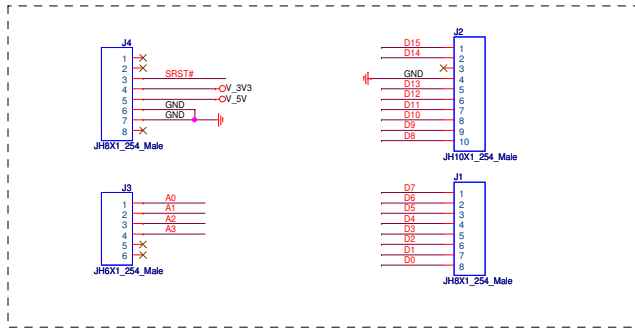 J4
1
2
3 SRST#
4 V_3V3
5 V_5V
6 GND
7 GND
8
JH8X1_254_Male
J2
D15 1
D14 2
3
GND 4
D13 5
D12 6
D11 7
D10 8
D9 9
D8 10
JH10X1_254_Male
J3
1 A0
2 A1
3 A2
4 A3
5
6
JH6X1_254_Male
J1
D7 1
D6 2
D5 3
D4 4
D3 5
D2 6
D1 7
D0 8
JH8X1_254_Male